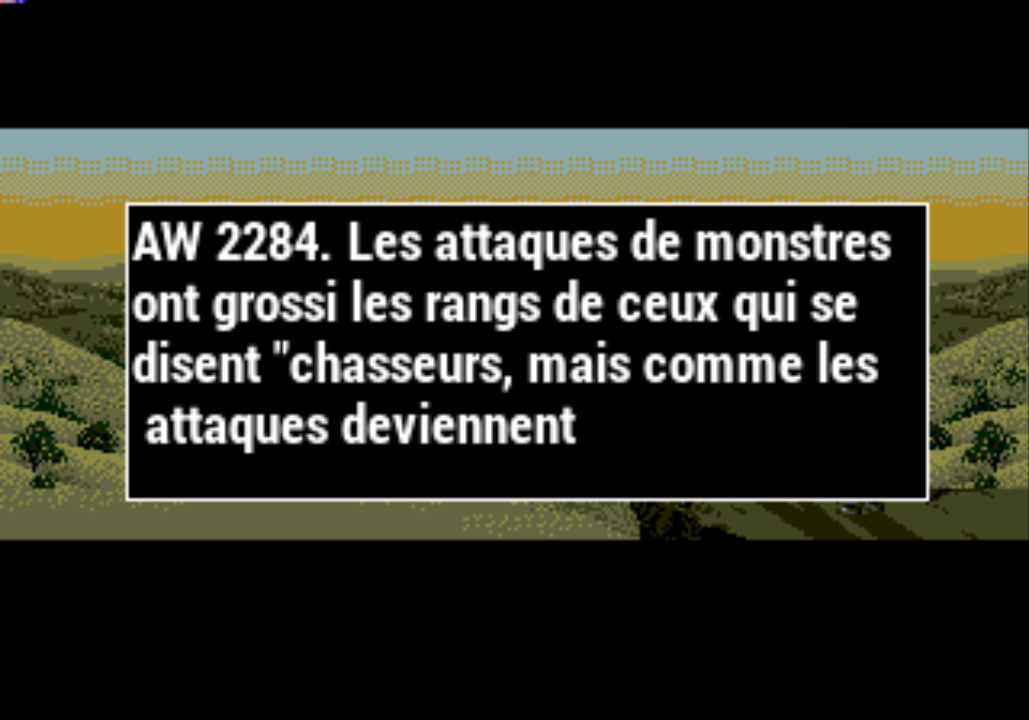 AW 2284. Les attaques de monstres
ont grossi les rangs de ceux qui se
disent "chasseurs, mais comme les
attaques deviennent